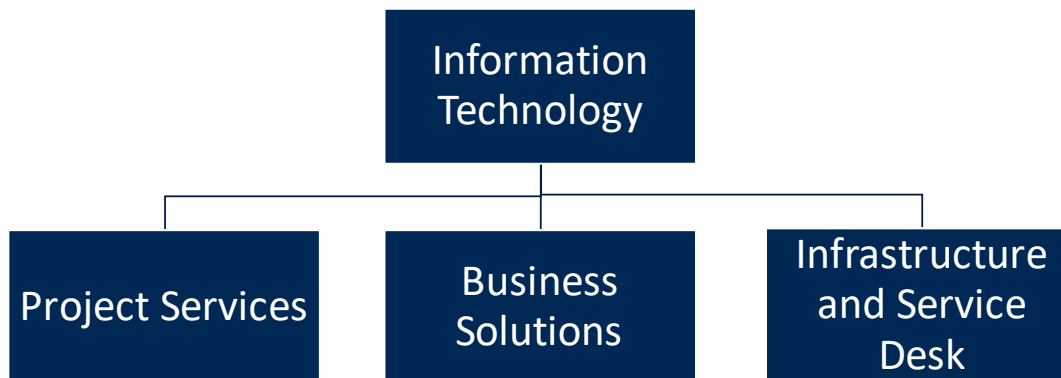 Information
Technology
Project Services
Business
Solutions
Infrastructure
and Service
Desk